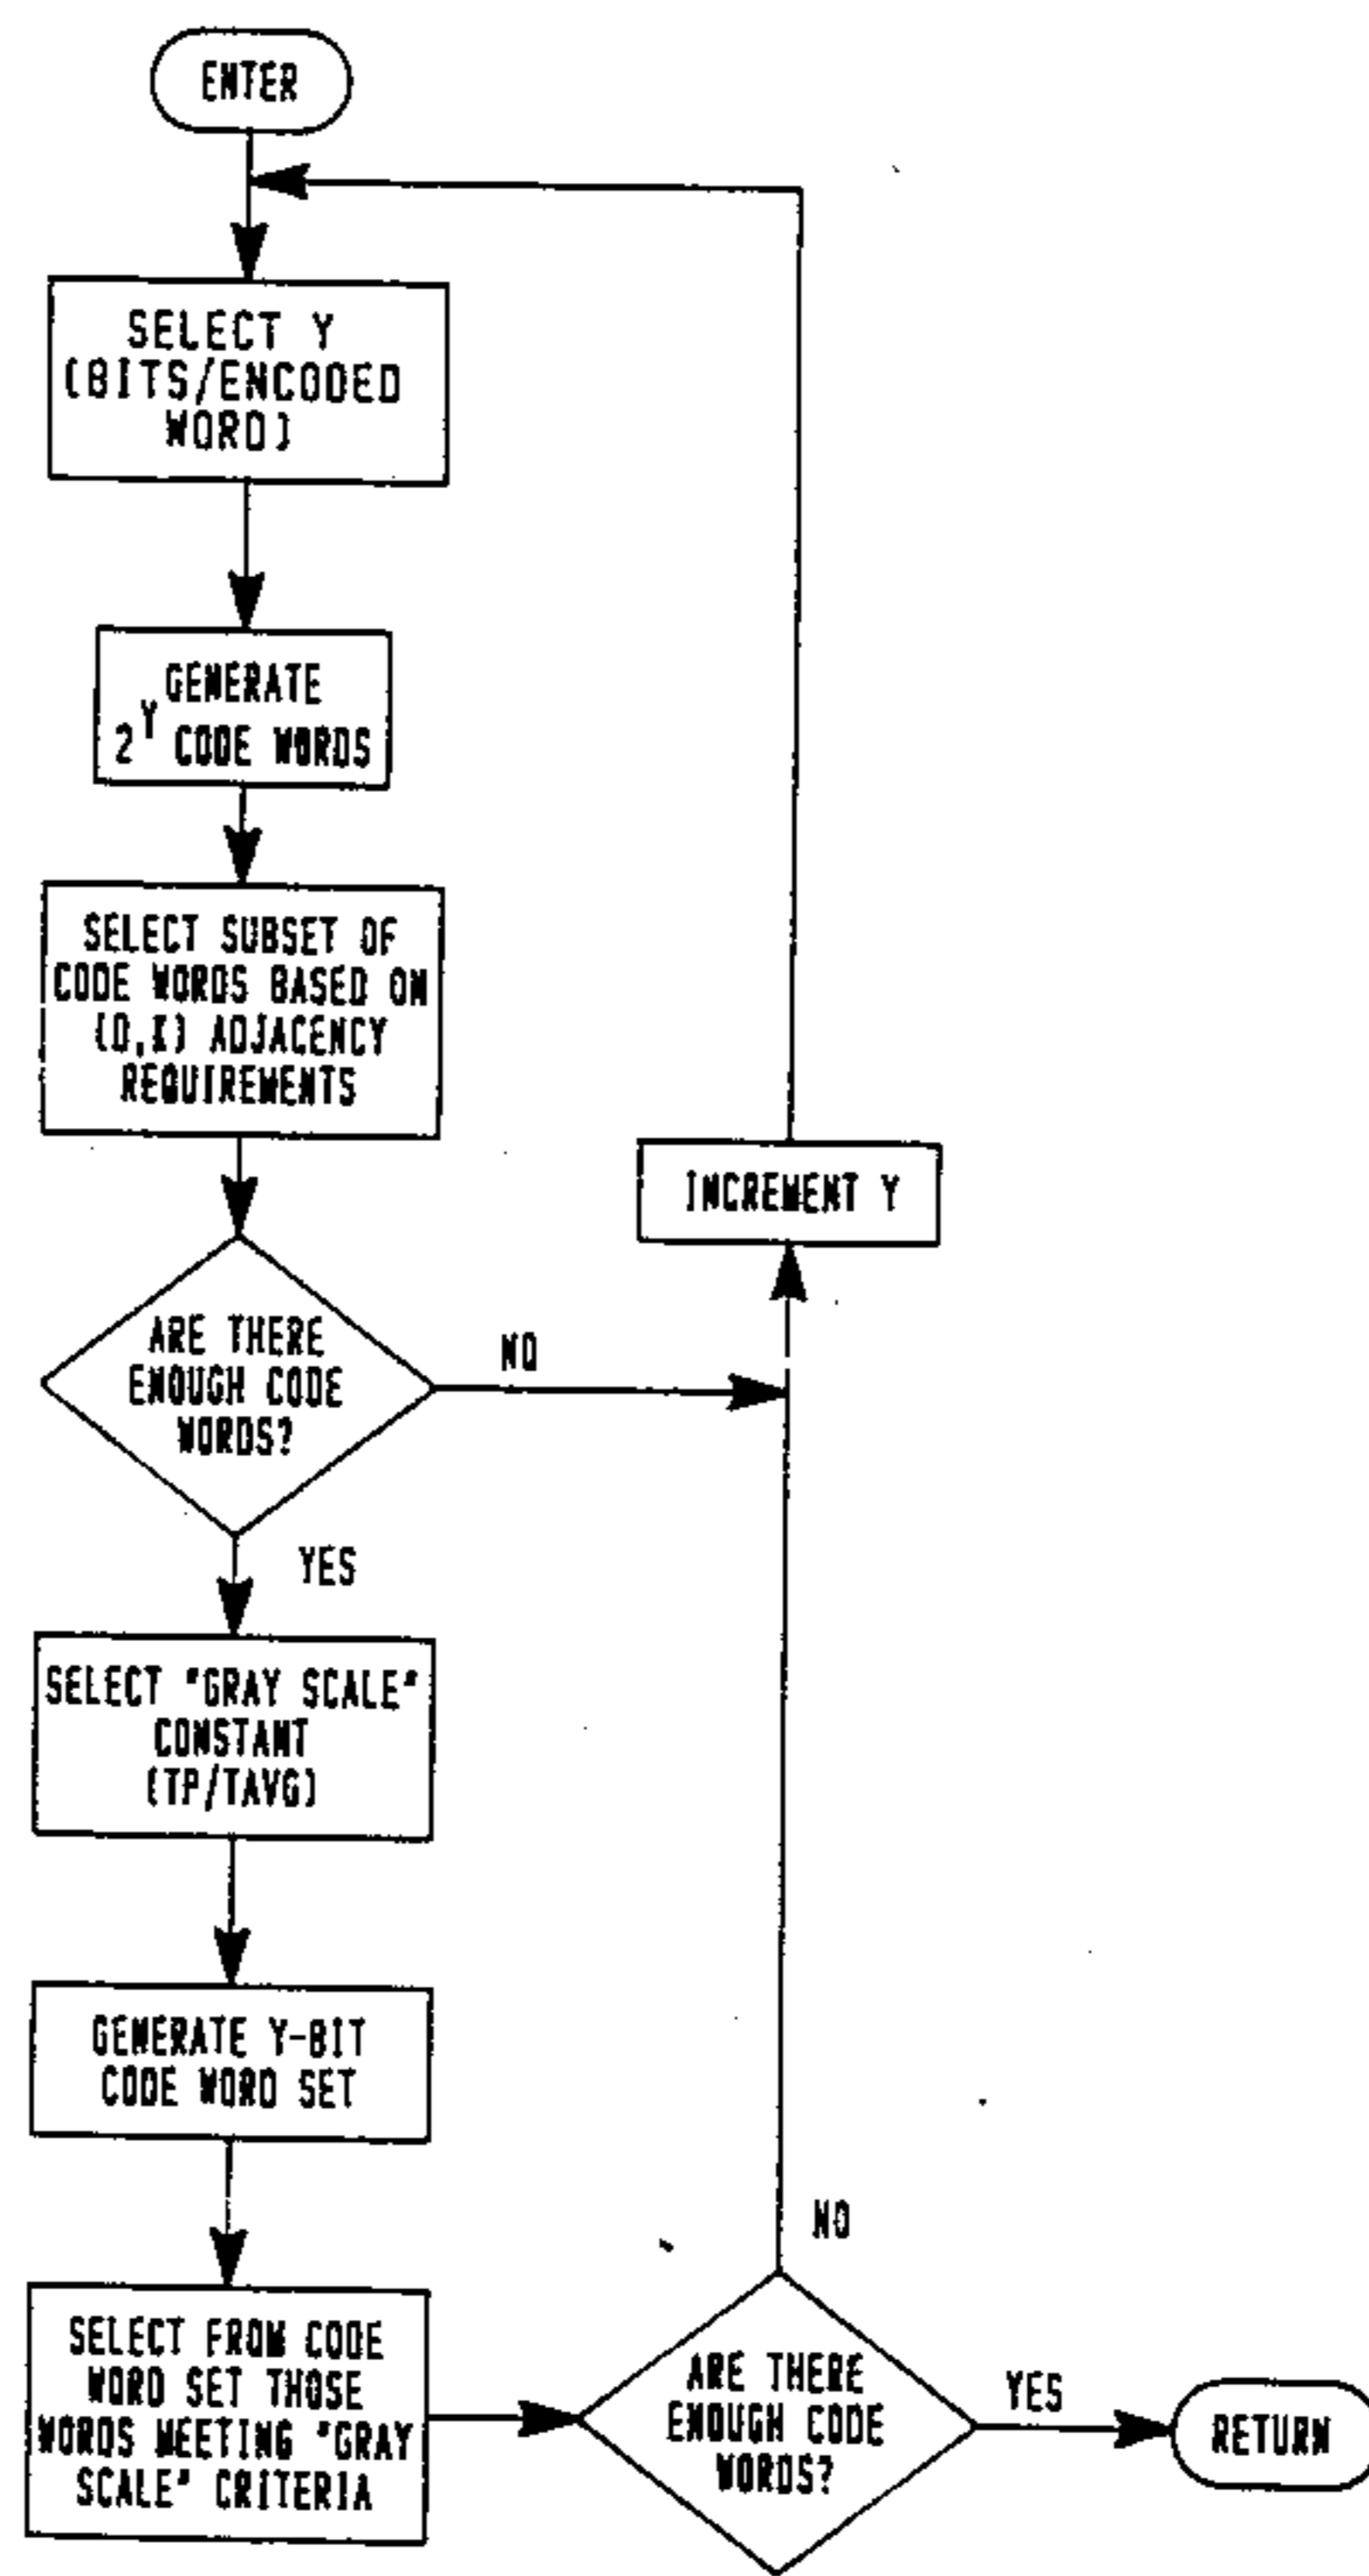 ENTER
SELECT Y
(BITS/ENCODED
WORD)
GENERATE
2^Y CODE WORDS
SELECT SUBSET OF
CODE WORDS BASED ON
(D,K) ADJACENCY
REQUIREMENTS
INCREMENT Y
ARE THERE
ENOUGH CODE
WORDS?
NO
YES
SELECT "GRAY SCALE"
CONSTANT
(TP/TAVG)
GENERATE Y-BIT
CODE WORD SET
SELECT FROM CODE
WORD SET THOSE
WORDS MEETING "GRAY
SCALE" CRITERIA
NO
ARE THERE
ENOUGH CODE
WORDS?
YES
RETURN